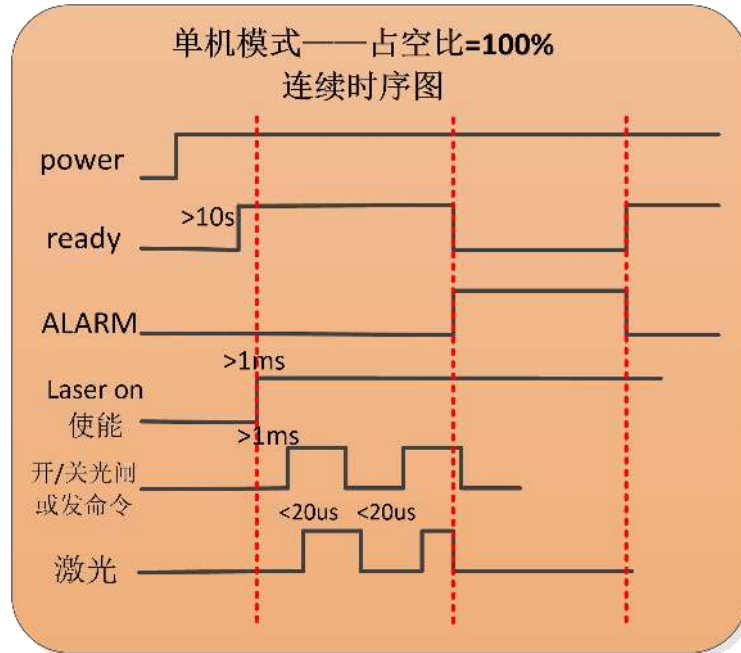 单机模式——占空比=100%
连续时序图
power
>10s
ready
ALARM
>1ms
Laser on
使能
>1ms
开/关光闸
或发命令
<20us <20us
激光